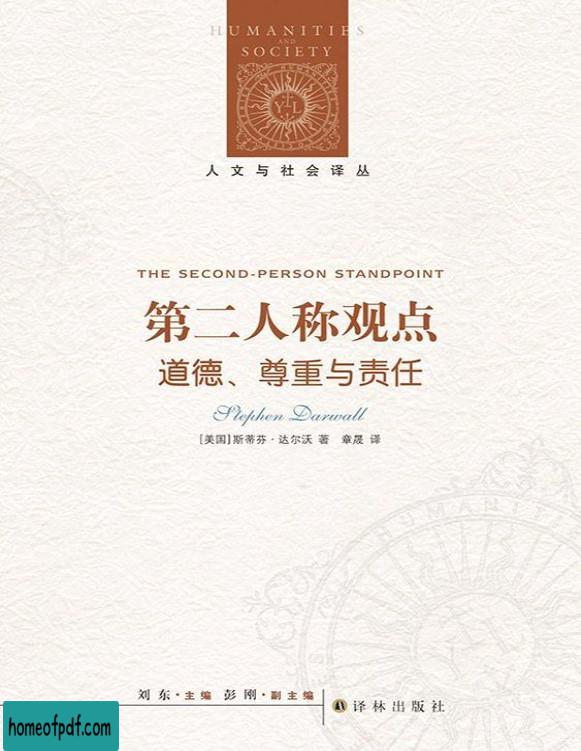 HUMANITIES
AND
SOCIETY
Y L
人文与社会译丛
THE SECOND-PERSON STANDPOINT
第二人称观点
道德、尊重与责任
Stephen Darwall
[美国]斯蒂芬·达尔沃 著 章晟 译
HUMANITIES
刘东·主编 彭刚·副主编
译林出版社
homeofpdf.com